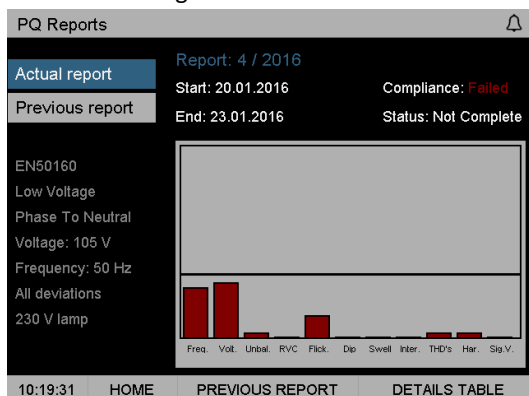 PQ Reports
Actual report
Previous report
Report: 4 / 2016
Start: 20.01.2016
Compliance: Failed
End: 23.01.2016
Status: Not Complete
EN50160
Low Voltage
Phase To Neutral
Voltage: 105 V
Frequency: 50 Hz
All deviations
230 V lamp
Freq. Volt. Unbal. RVC Flick. Dip Swell Inter. THD's Har. Sig.V.
10:19:31 HOME PREVIOUS REPORT DETAILS TABLE